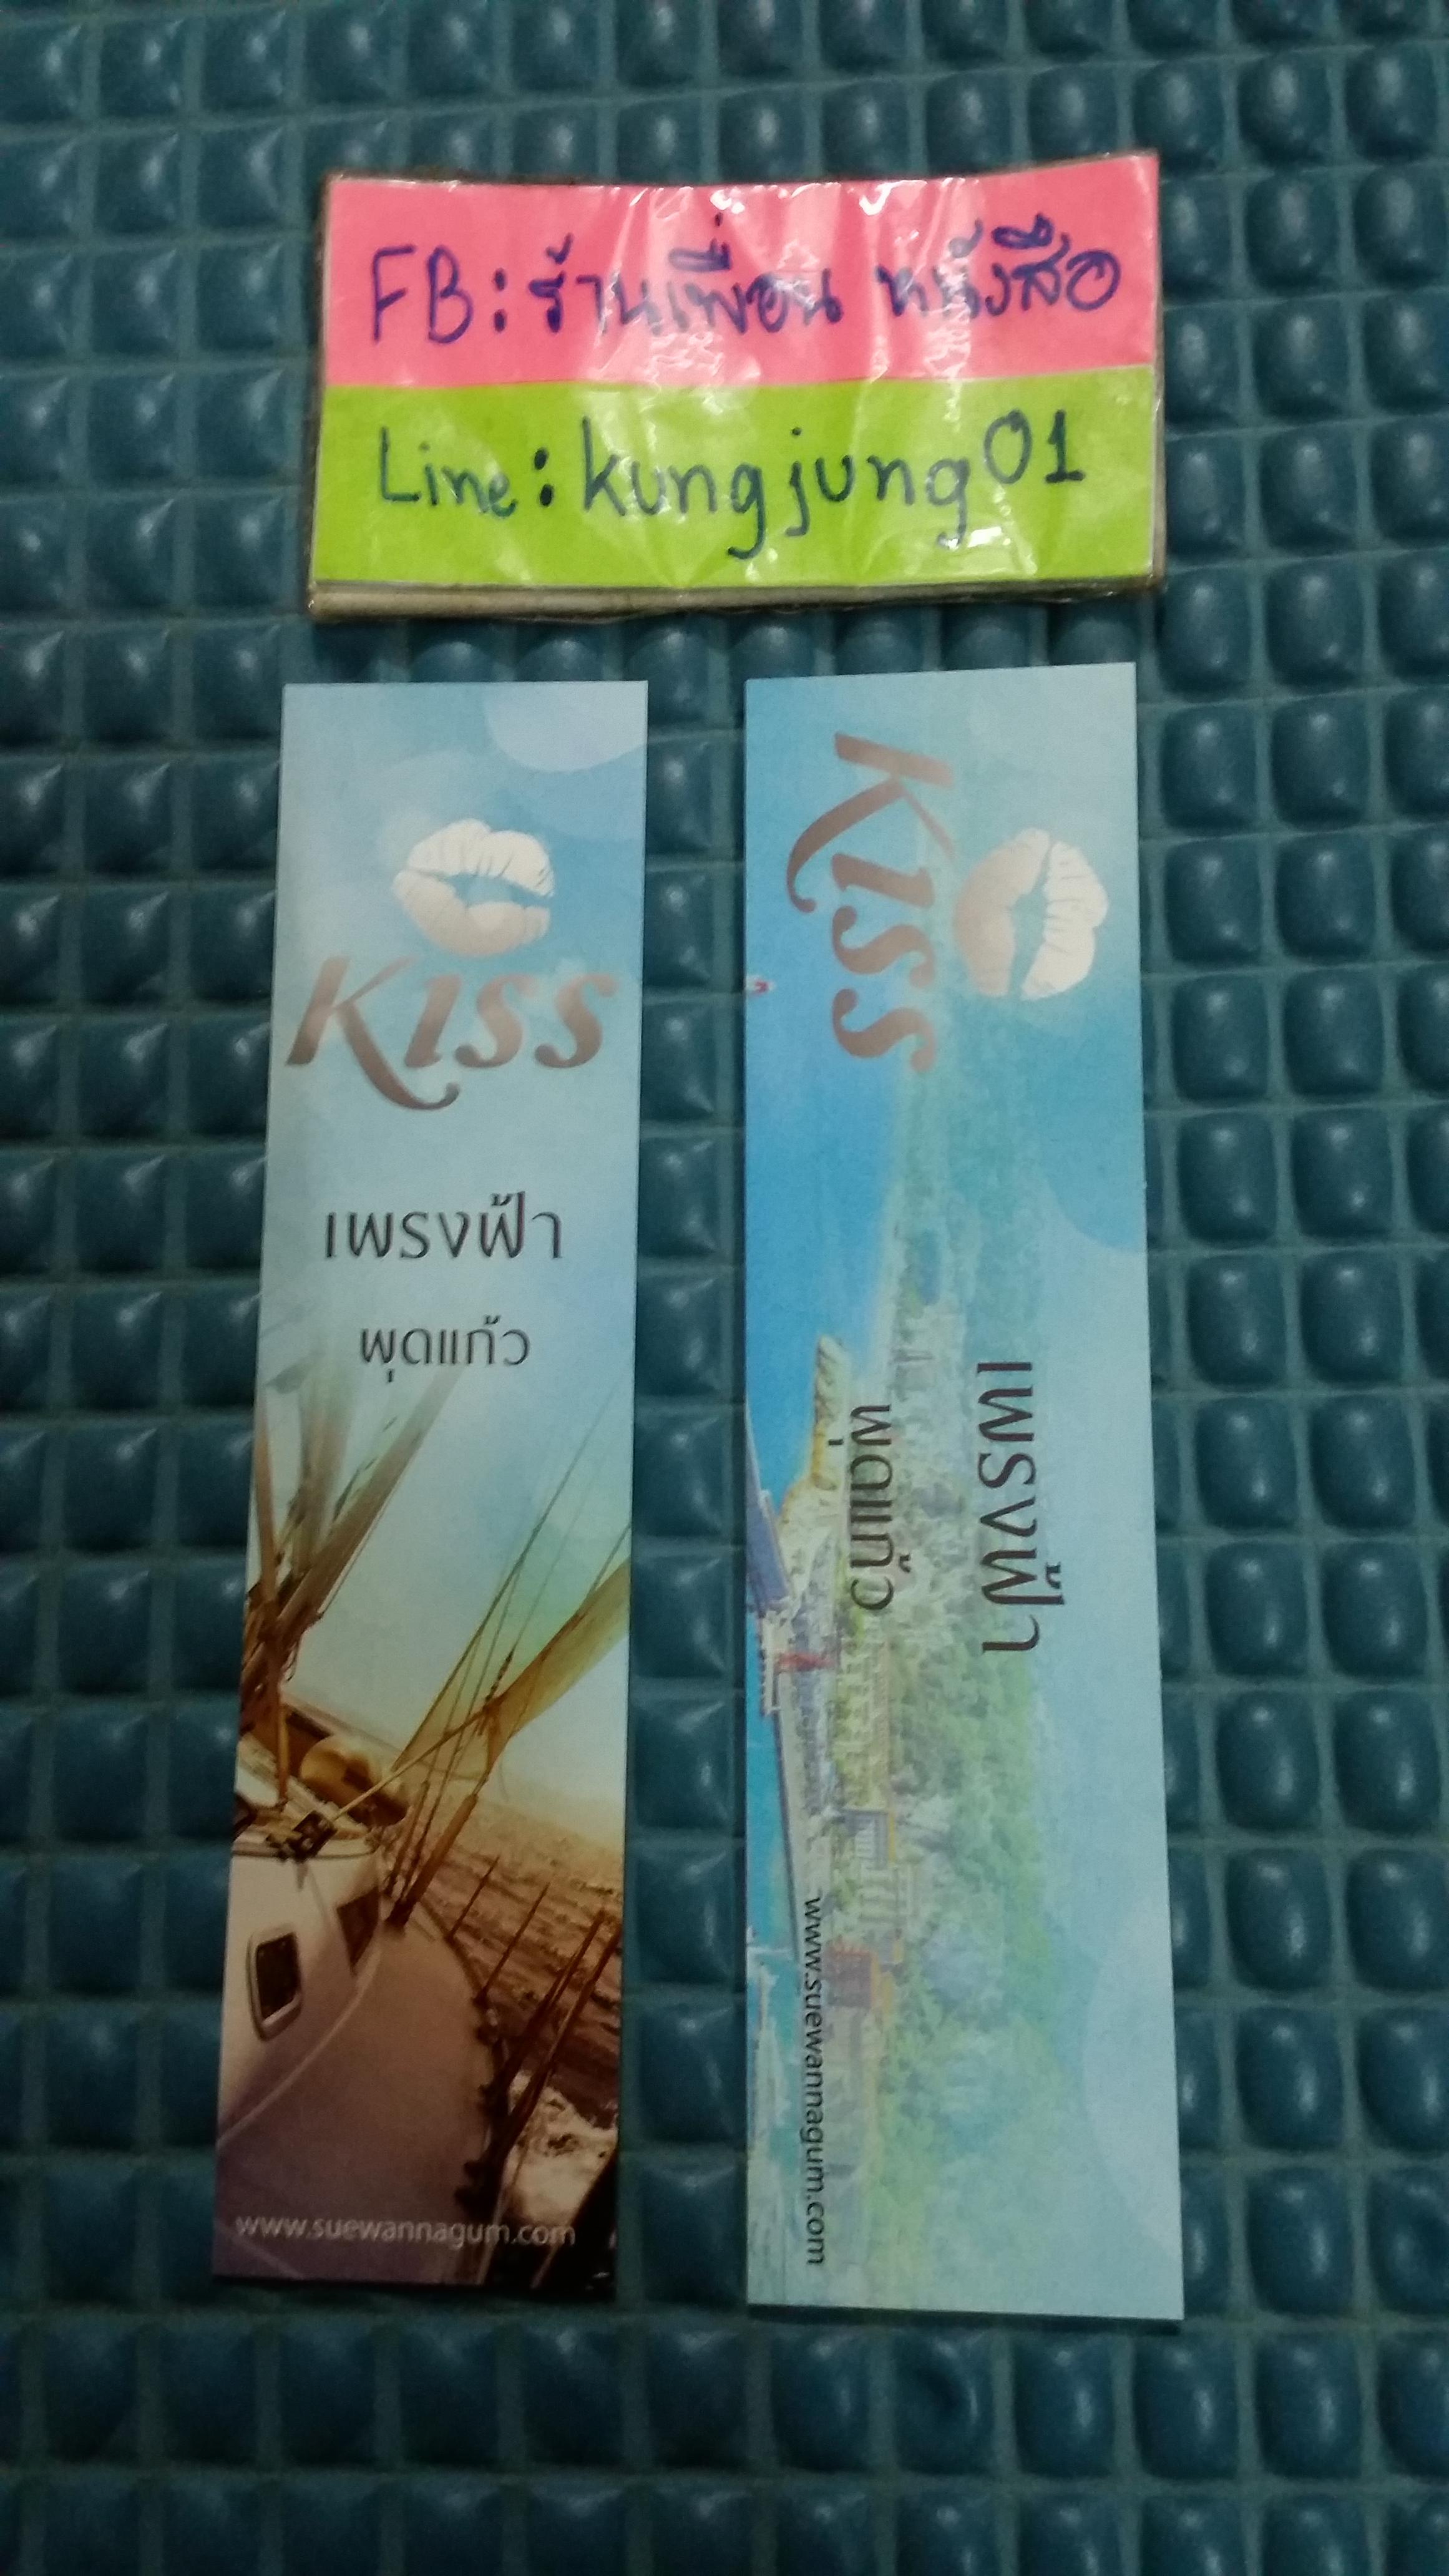 FB: ร้านเพื่อน หนังสือ
Line: kungjung01
Kiss
เพรงฟ้า
พุดแก้ว
www.suewannagum.com
Kiss
เพรงฟ้า
พุดแก้ว
www.suewannagum.com